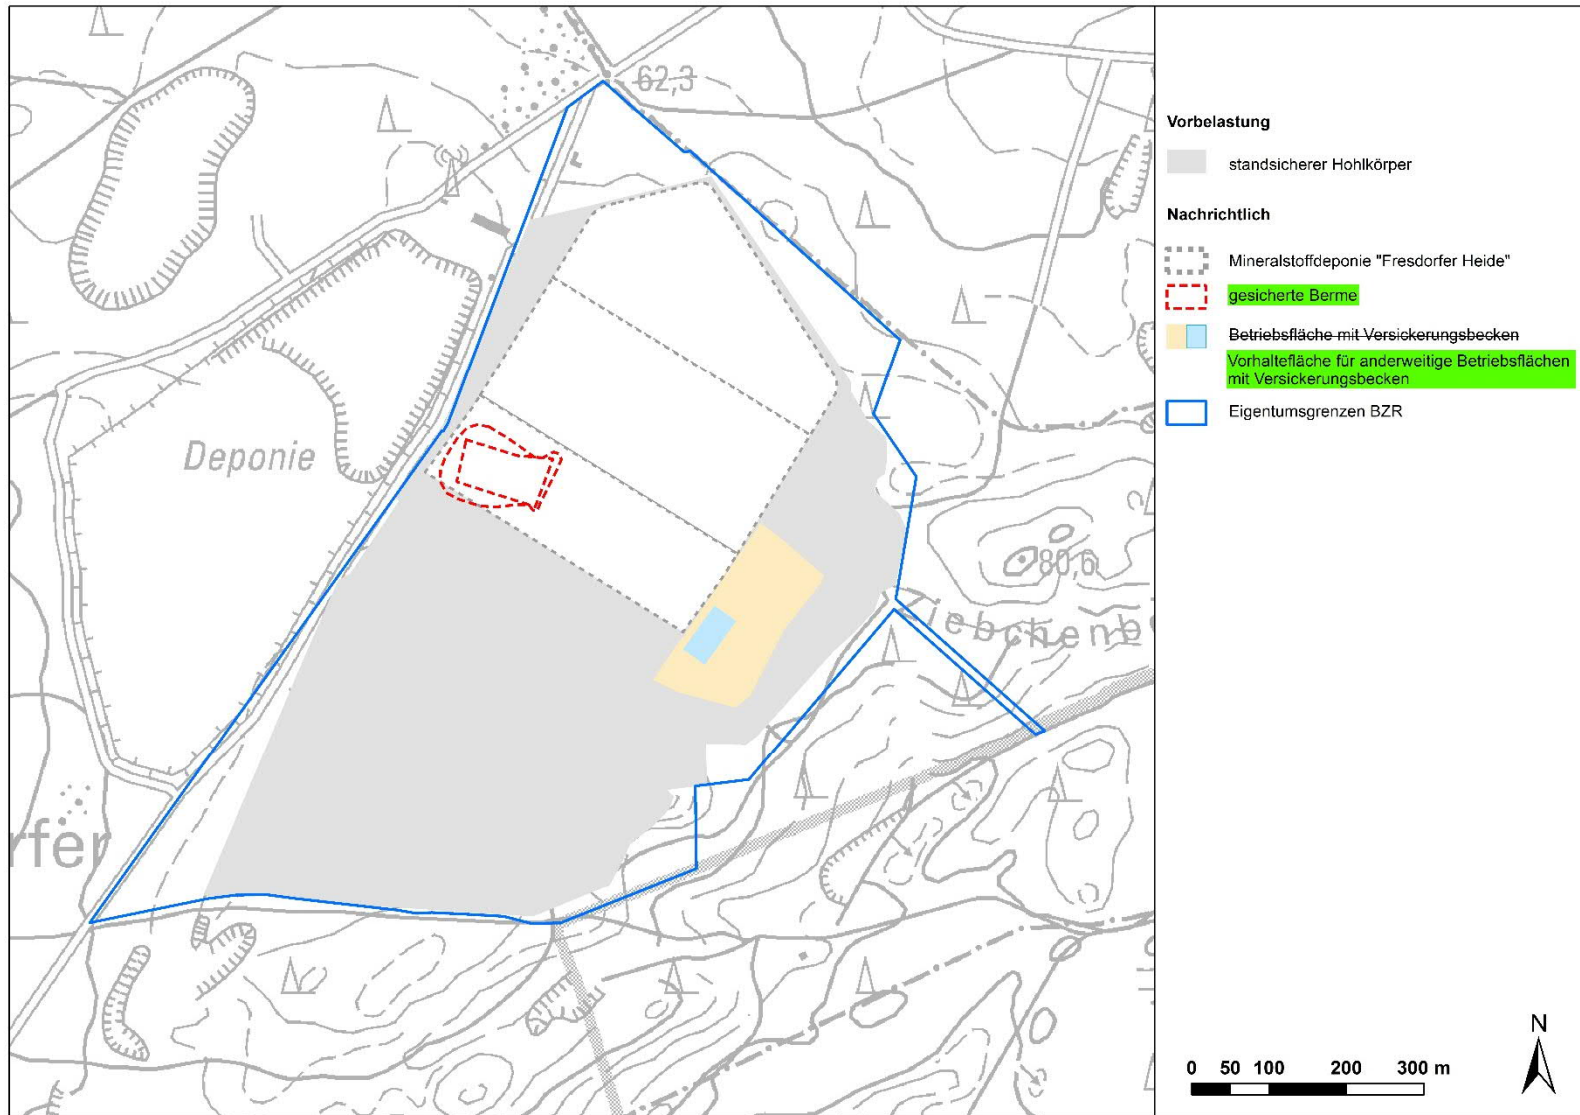 62,3
Deponie
80,6
Ziebchenb
rfer
Vorbelastung
standsicherer Hohlkörper
Nachrichtlich
Mineralstoffdeponie "Fresdorfer Heide"
gesicherte Berme
Betriebsfläche mit Versickerungsbecken
Vorhaltefläche für anderweitige Betriebsflächen
mit Versickerungsbecken
Eigentumsgrenzen BZR
N
0 50 100 200 300 m